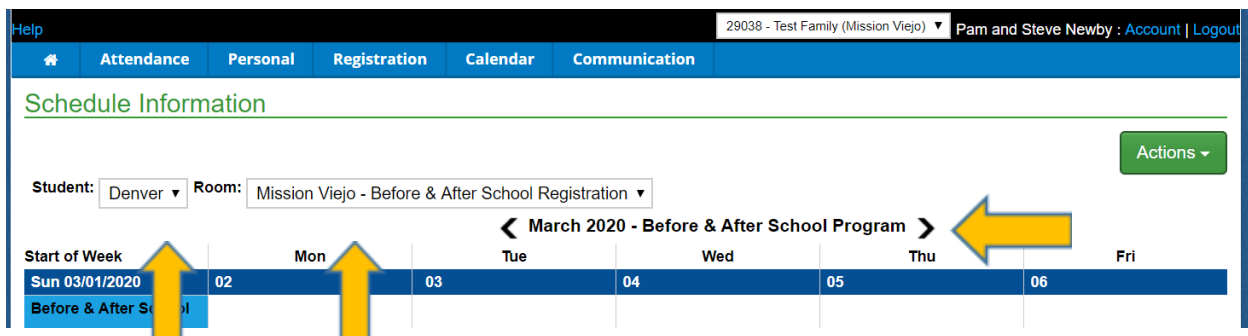 Help 29038 - Test Family (Mission Viejo) Pam and Steve Newby : Account | Logout
Attendance Personal Registration Calendar Communication
Schedule Information
Actions
Student: Denver Room: Mission Viejo - Before & After School Registration
March 2020 - Before & After School Program
Start of Week Mon Tue Wed Thu Fri
Sun 03/01/2020 02 03 04 05 06
Before & After